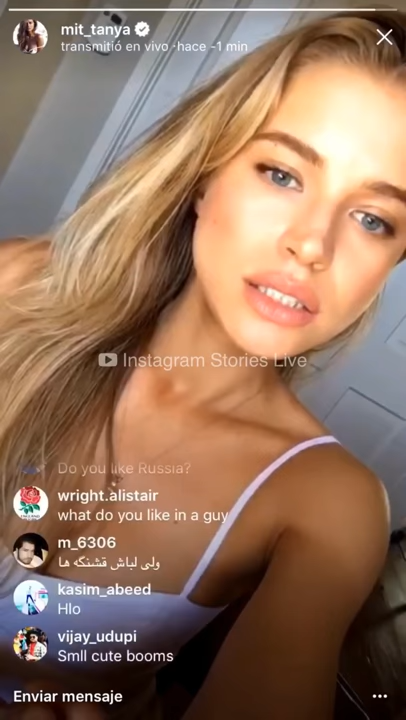 mit_tanya
transmitió en vivo · hace -1 min
Instagram Stories Live
Do you like Russia?
wright.alistair
what do you like in a guy
m_6306
ولی لباش قشنگه ها
kasim_abeed
Hlo
vijay_udupi
Smll cute booms
Enviar mensaje